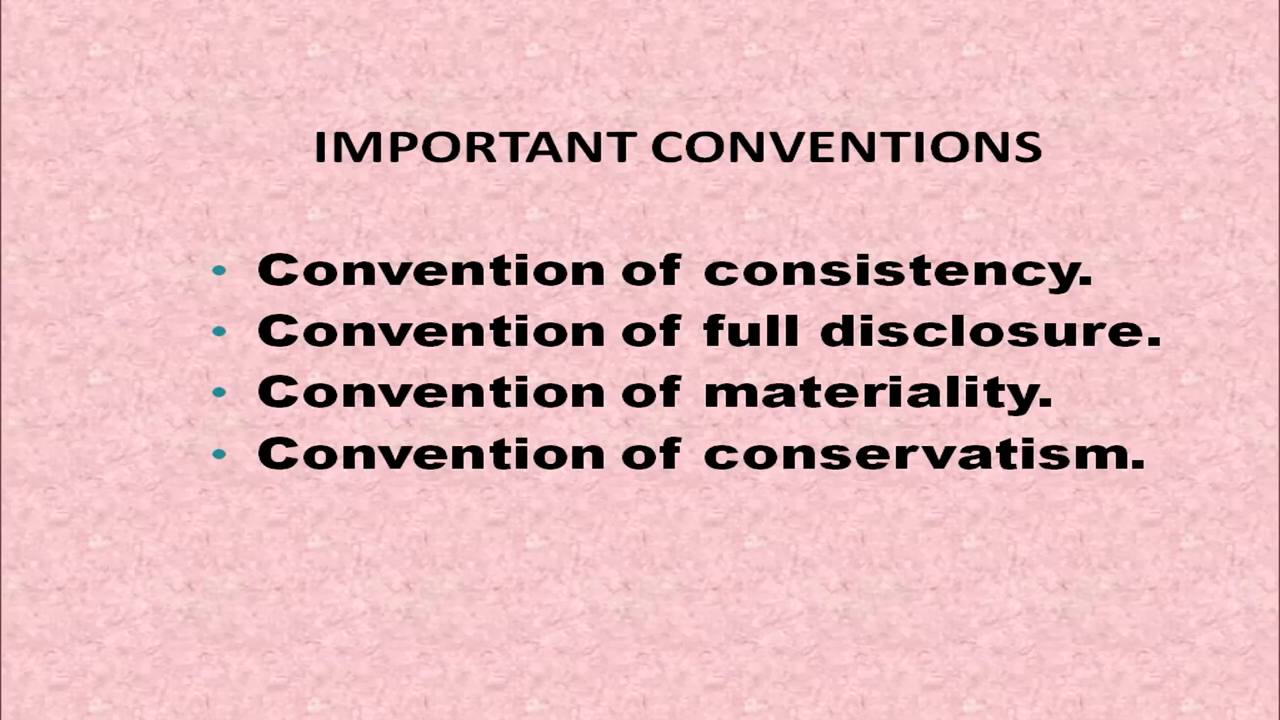 IMPORTANT CONVENTIONS
• Convention of consistency.
• Convention of full disclosure.
• Convention of materiality.
• Convention of conservatism.